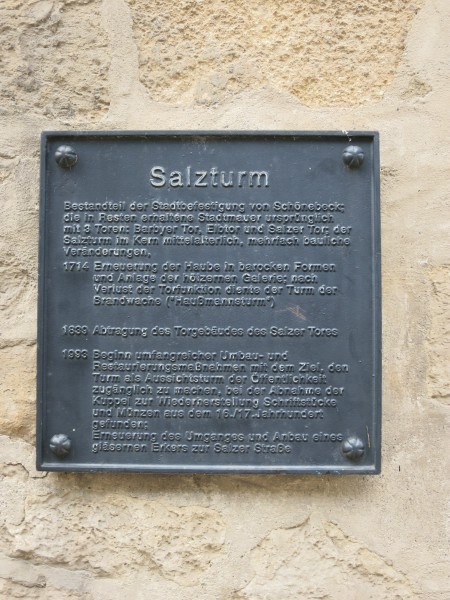 Salzturm
Bestandteil der Stadtbefestigung von Schönebeck;
die in Resten erhaltene Stadtmauer ursprünglich
mit 3 Toren: Barbyer Tor, Elbtor und Salzer Tor; der
Salzturm im Kern mittelalterlich, mehrfach bauliche
Veränderungen.
1714 Erneuerung der Haube in barocken Formen
und Anlage der hölzernen Galerie; nach
Verlust der Torfunktion diente der Turm der
Brandwache ("Haußmannsturm")
1839 Abtragung des Torgebäudes des Salzer Tores
1993 Beginn umfangreicher Umbau- und
Restaurierungsmaßnahmen mit dem Ziel, den
Turm als Aussichtsturm der Öffentlichkeit
zugänglich zu machen, bei der Abnahme der
Kuppel zur Wiederherstellung Schriftstücke
und Münzen aus dem 16./17.Jahrhundert
gefunden;
Erneuerung des Umganges und Anbau eines
gläsernen Erkers zur Salzer Straße